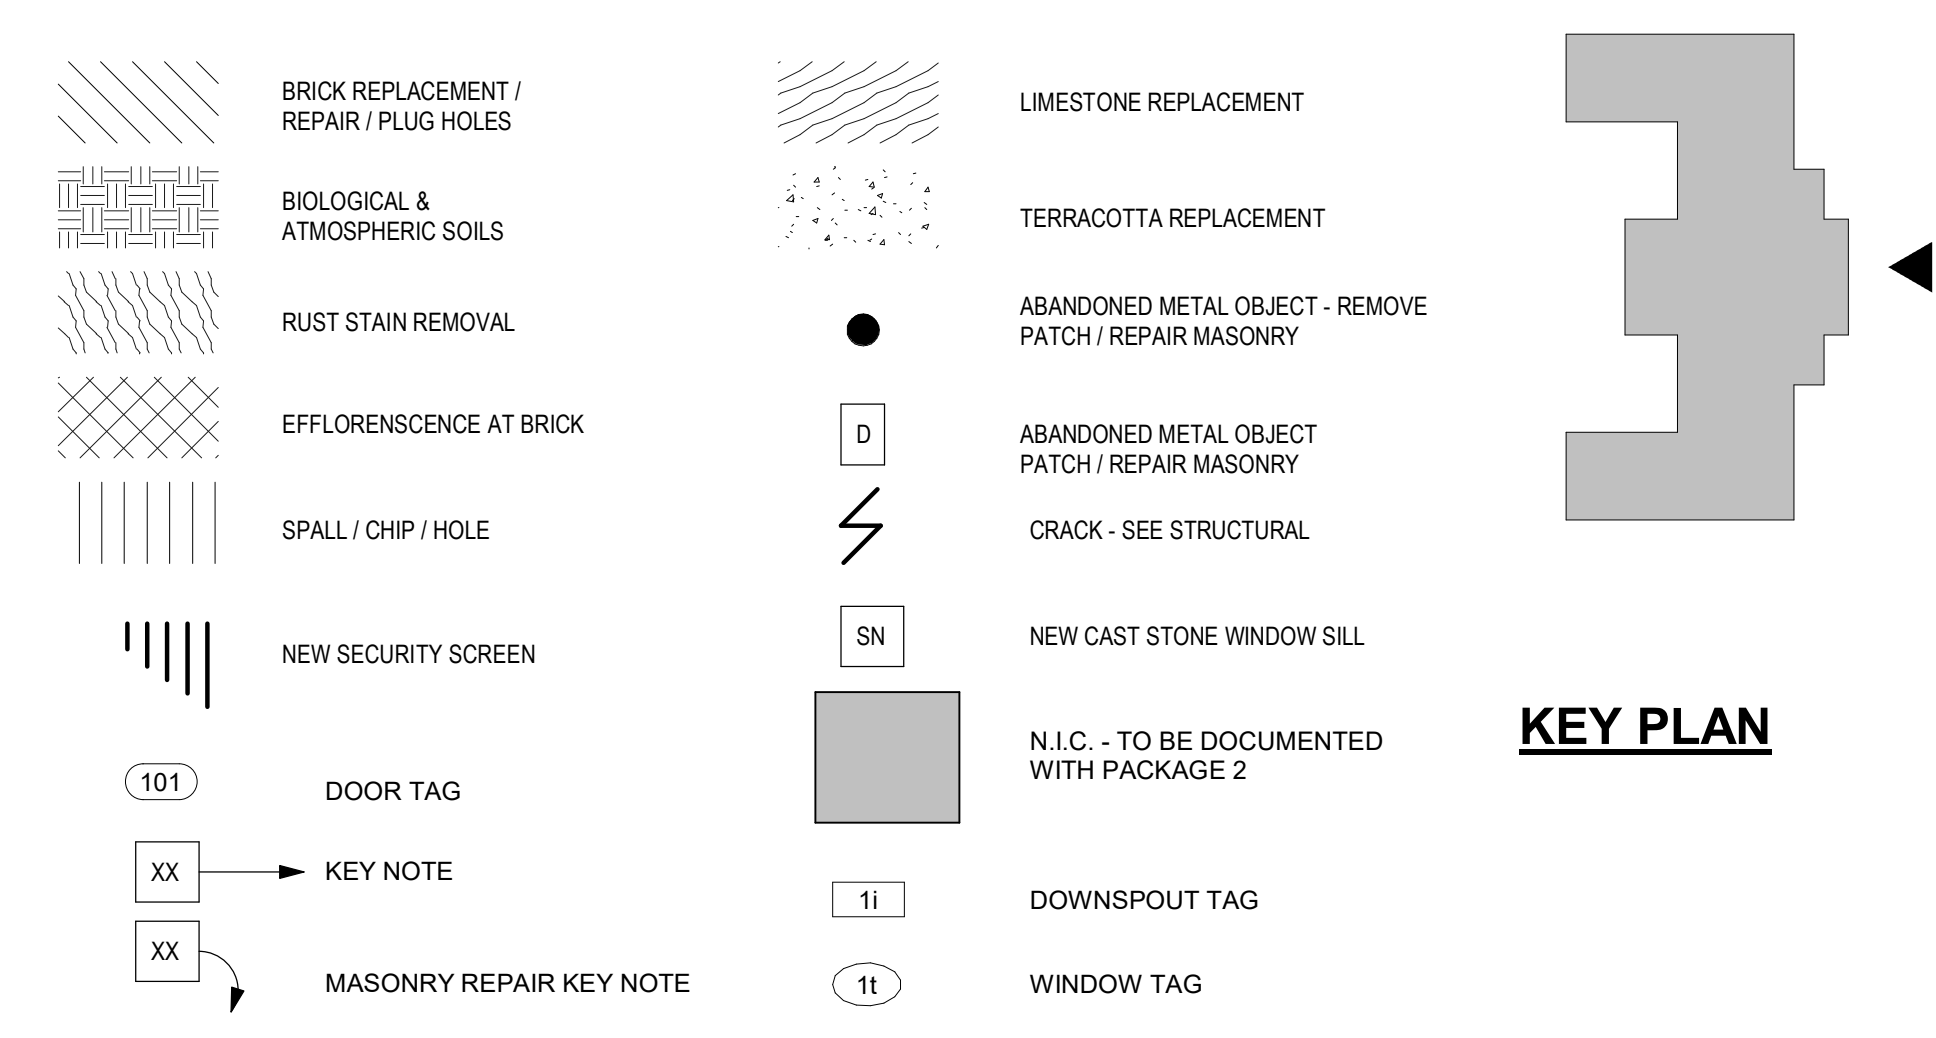 BRICK REPLACEMENT /
REPAIR / PLUG HOLES
BIOLOGICAL &
ATMOSPHERIC SOILS
RUST STAIN REMOVAL
EFFLORENSCENCE AT BRICK
SPALL / CHIP / HOLE
NEW SECURITY SCREEN
101
DOOR TAG
XX
KEY NOTE
XX
MASONRY REPAIR KEY NOTE
LIMESTONE REPLACEMENT
TERRACOTTA REPLACEMENT
ABANDONED METAL OBJECT - REMOVE
PATCH / REPAIR MASONRY
D
ABANDONED METAL OBJECT
PATCH / REPAIR MASONRY
CRACK - SEE STRUCTURAL
SN
NEW CAST STONE WINDOW SILL
N.I.C. - TO BE DOCUMENTED
WITH PACKAGE 2
1i
DOWNSPOUT TAG
1t
WINDOW TAG
KEY PLAN